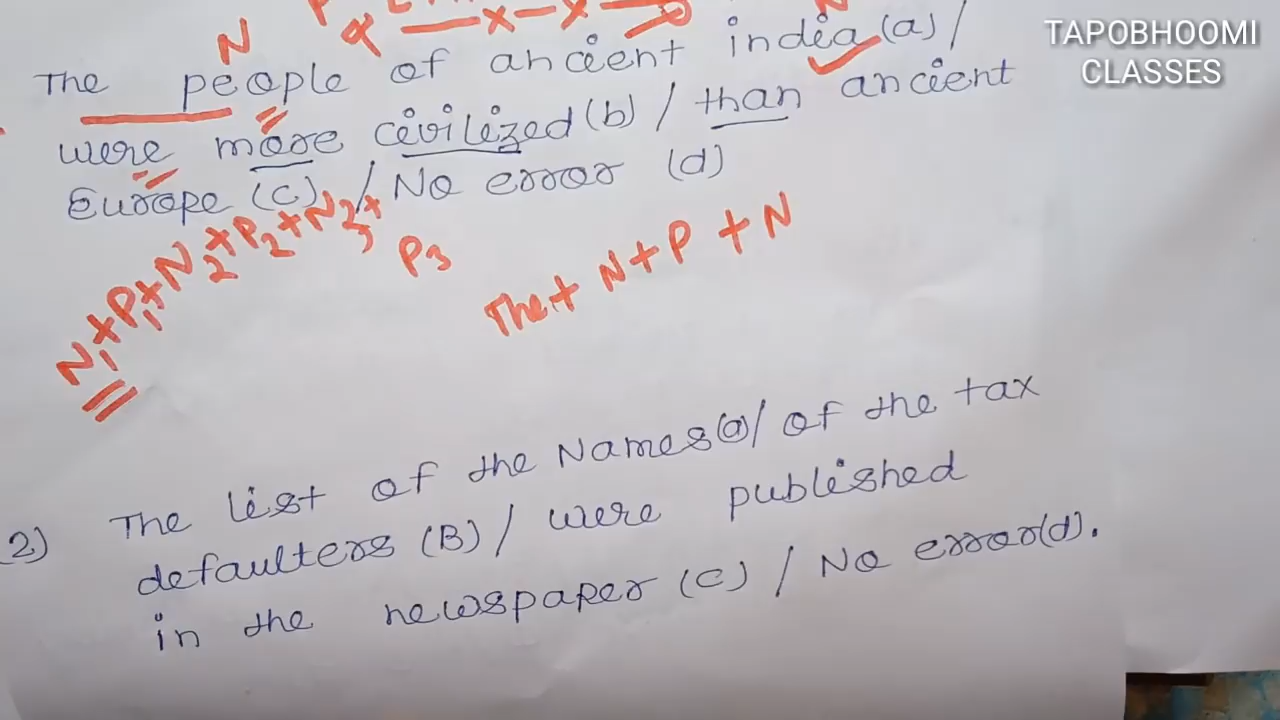 TAPOBHOOMI
CLASSES
N
The people of ancient india (a) /
were more civilized (b) / than ancient
Europe (c) / No error (d)
N1+P1+N2+P2+N3+
P3
The+ N+P+N
2) The list of the Names(a)/ of the tax
defaulters (B) / were published
in the newspaper (C) / No error(d).